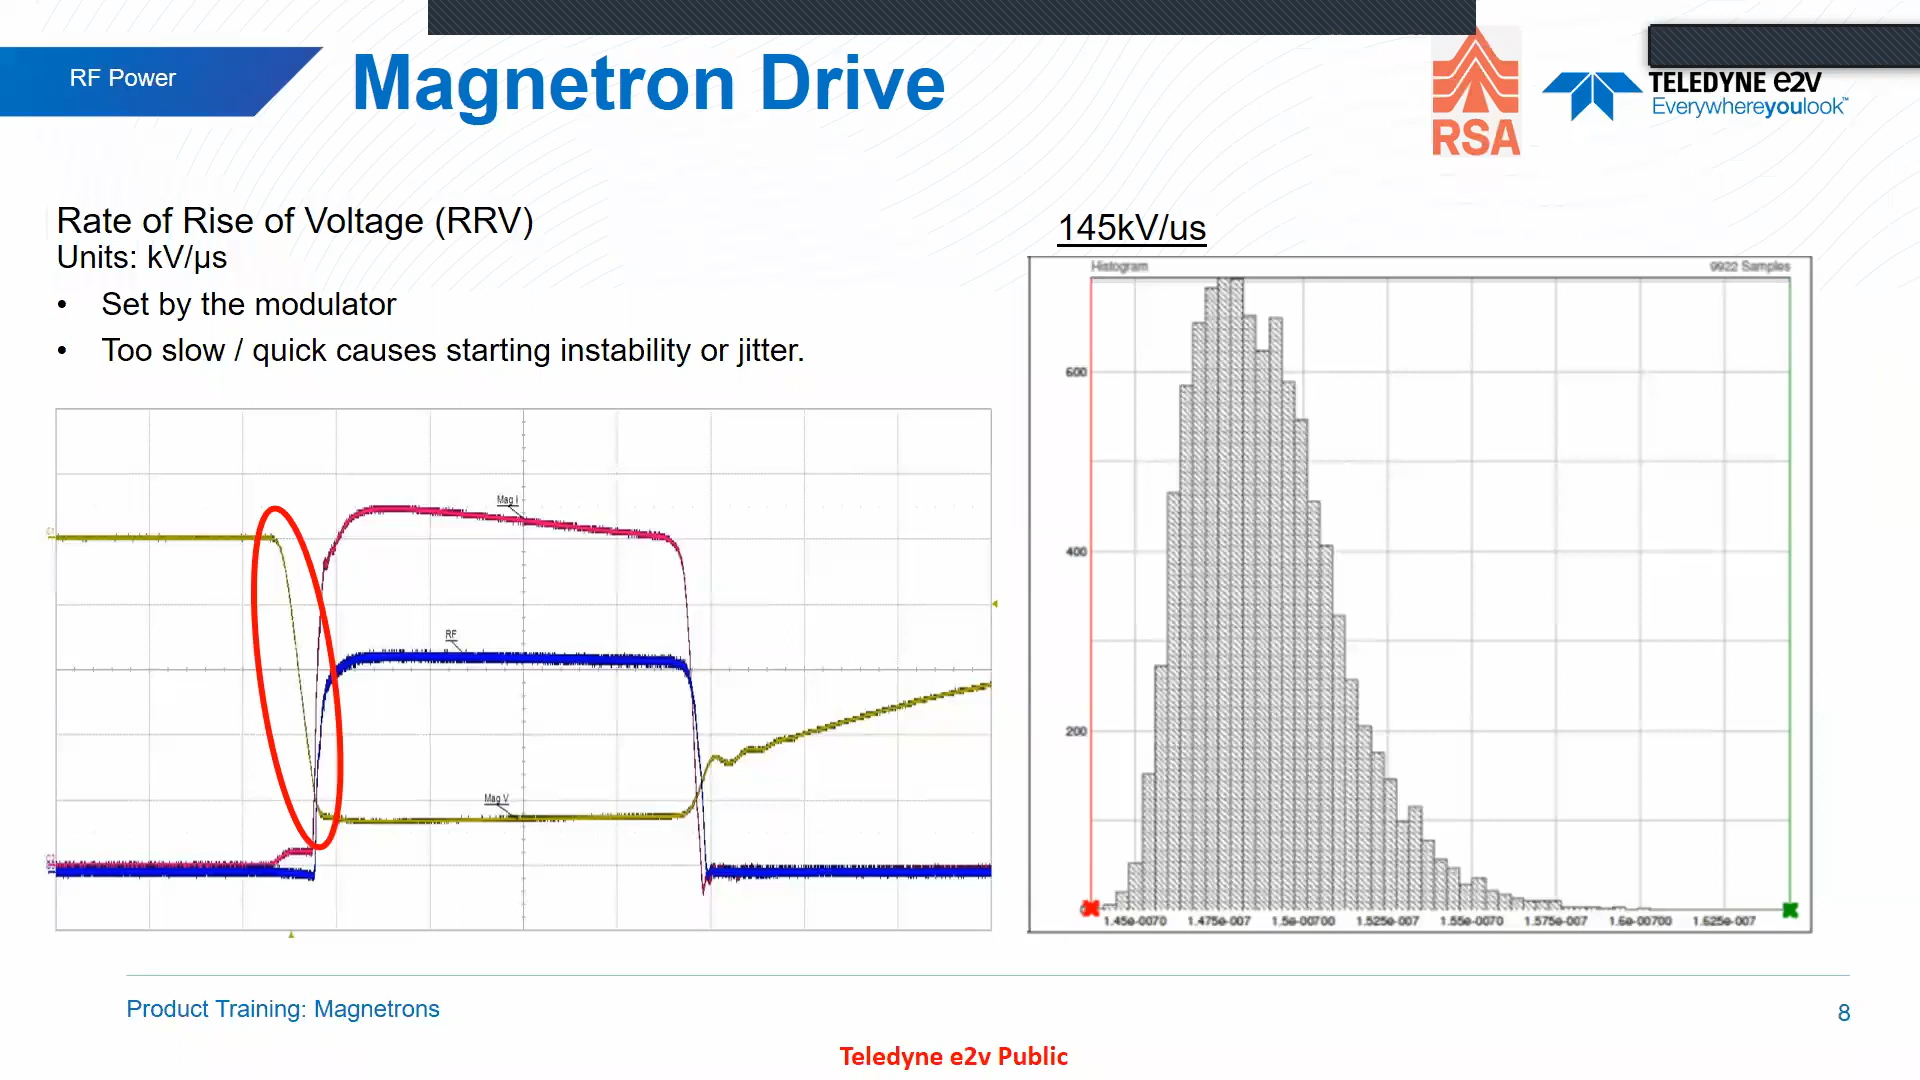 RF Power
Magnetron Drive
RSA
TELEDYNE e2v
Everywhereyoulook™
Rate of Rise of Voltage (RRV)
Units: kV/µs
• Set by the modulator
• Too slow / quick causes starting instability or jitter.
Mag I
RF
Mag V
145kV/us
Histogram
9922 Samples
600
400
200
1.45e-0070 1.475e-007 1.5e-00700 1.525e-007 1.55e-0070 1.575e-007 1.6e-00700 1.625e-007
Product Training: Magnetrons
8
Teledyne e2v Public